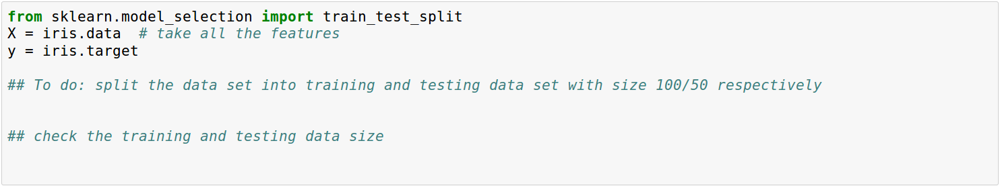 from sklearn.model_selection import train_test_split
X = iris.data  # take all the features
y = iris.target
## To do: split the data set into training and testing data set with size 100/50 respectively
## check the training and testing data size